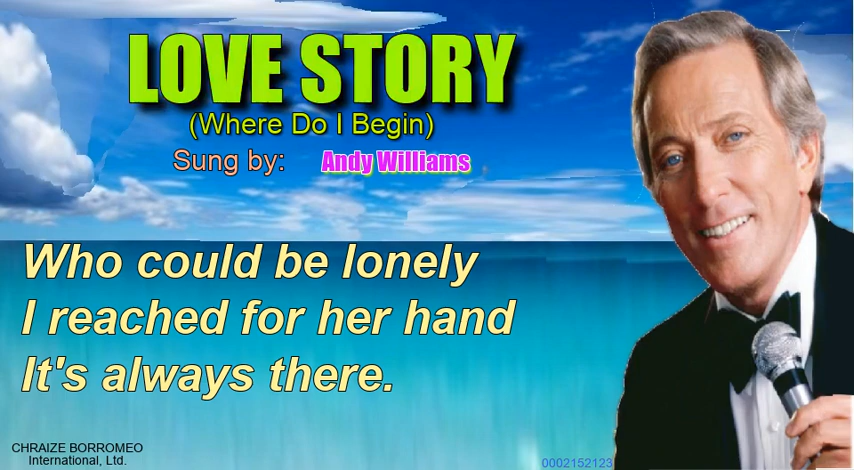 LOVE STORY
(Where Do I Begin)
Sung by: Andy Williams
Who could be lonely
I reached for her hand
It's always there.
CHRAIZE BORROMEO
International, Ltd.
0002152123